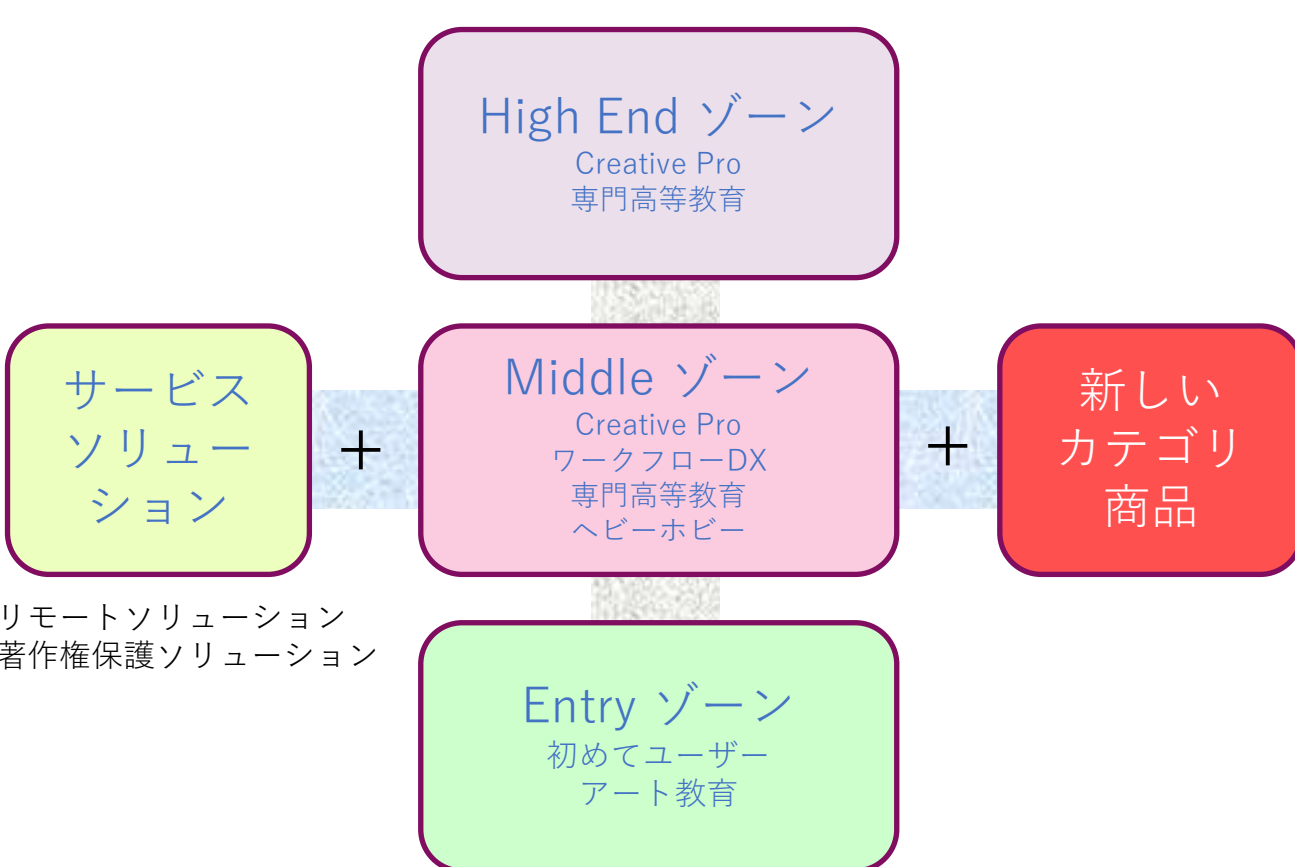 High End ゾーン
Creative Pro
専門高等教育
サービス
ソリュー
ション
+
Middle ゾーン
Creative Pro
ワークフローDX
専門高等教育
ヘビーホビー
+
新しい
カテゴリ
商品
リモートソリューション
著作権保護ソリューション
Entry ゾーン
初めてユーザー
アート教育